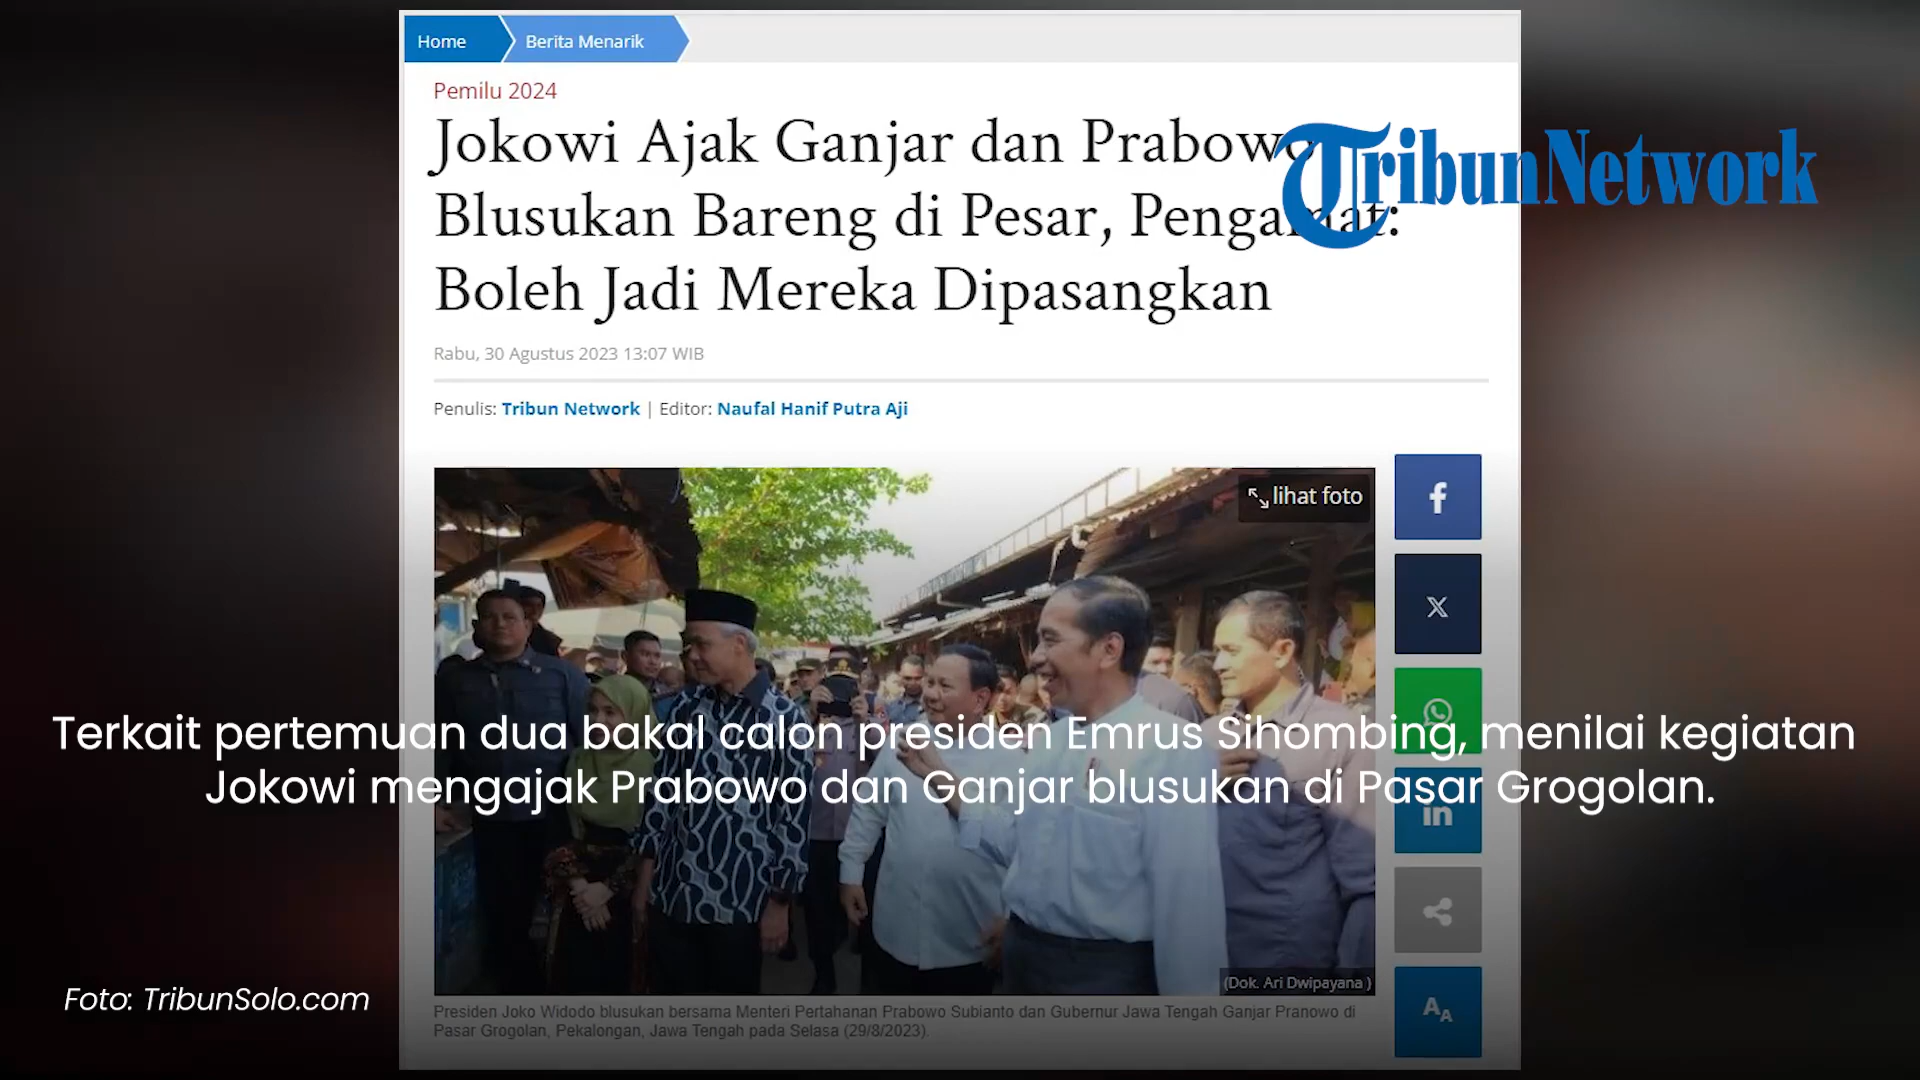 Home
Berita Menarik
Pemilu 2024
Jokowi Ajak Ganjar dan Prabowo
Blusukan Bareng di Pesar, Pengamat:
Boleh Jadi Mereka Dipasangkan
TribunNetwork
Rabu, 30 Agustus 2023 13:07 WIB
Penulis: Tribun Network | Editor: Naufal Hanif Putra Aji
lihat foto
Terkait pertemuan dua bakal calon presiden Emrus Sihombing, menilai kegiatan
Jokowi mengajak Prabowo dan Ganjar blusukan di Pasar Grogolan.
(Dok. Ari Dwipayana )
Foto: TribunSolo.com
Presiden Joko Widodo blusukan bersama Menteri Pertahanan Prabowo Subianto dan Gubernur Jawa Tengah Ganjar Pranowo di
Pasar Grogolan, Pekalongan, Jawa Tengah pada Selasa (29/8/2023).